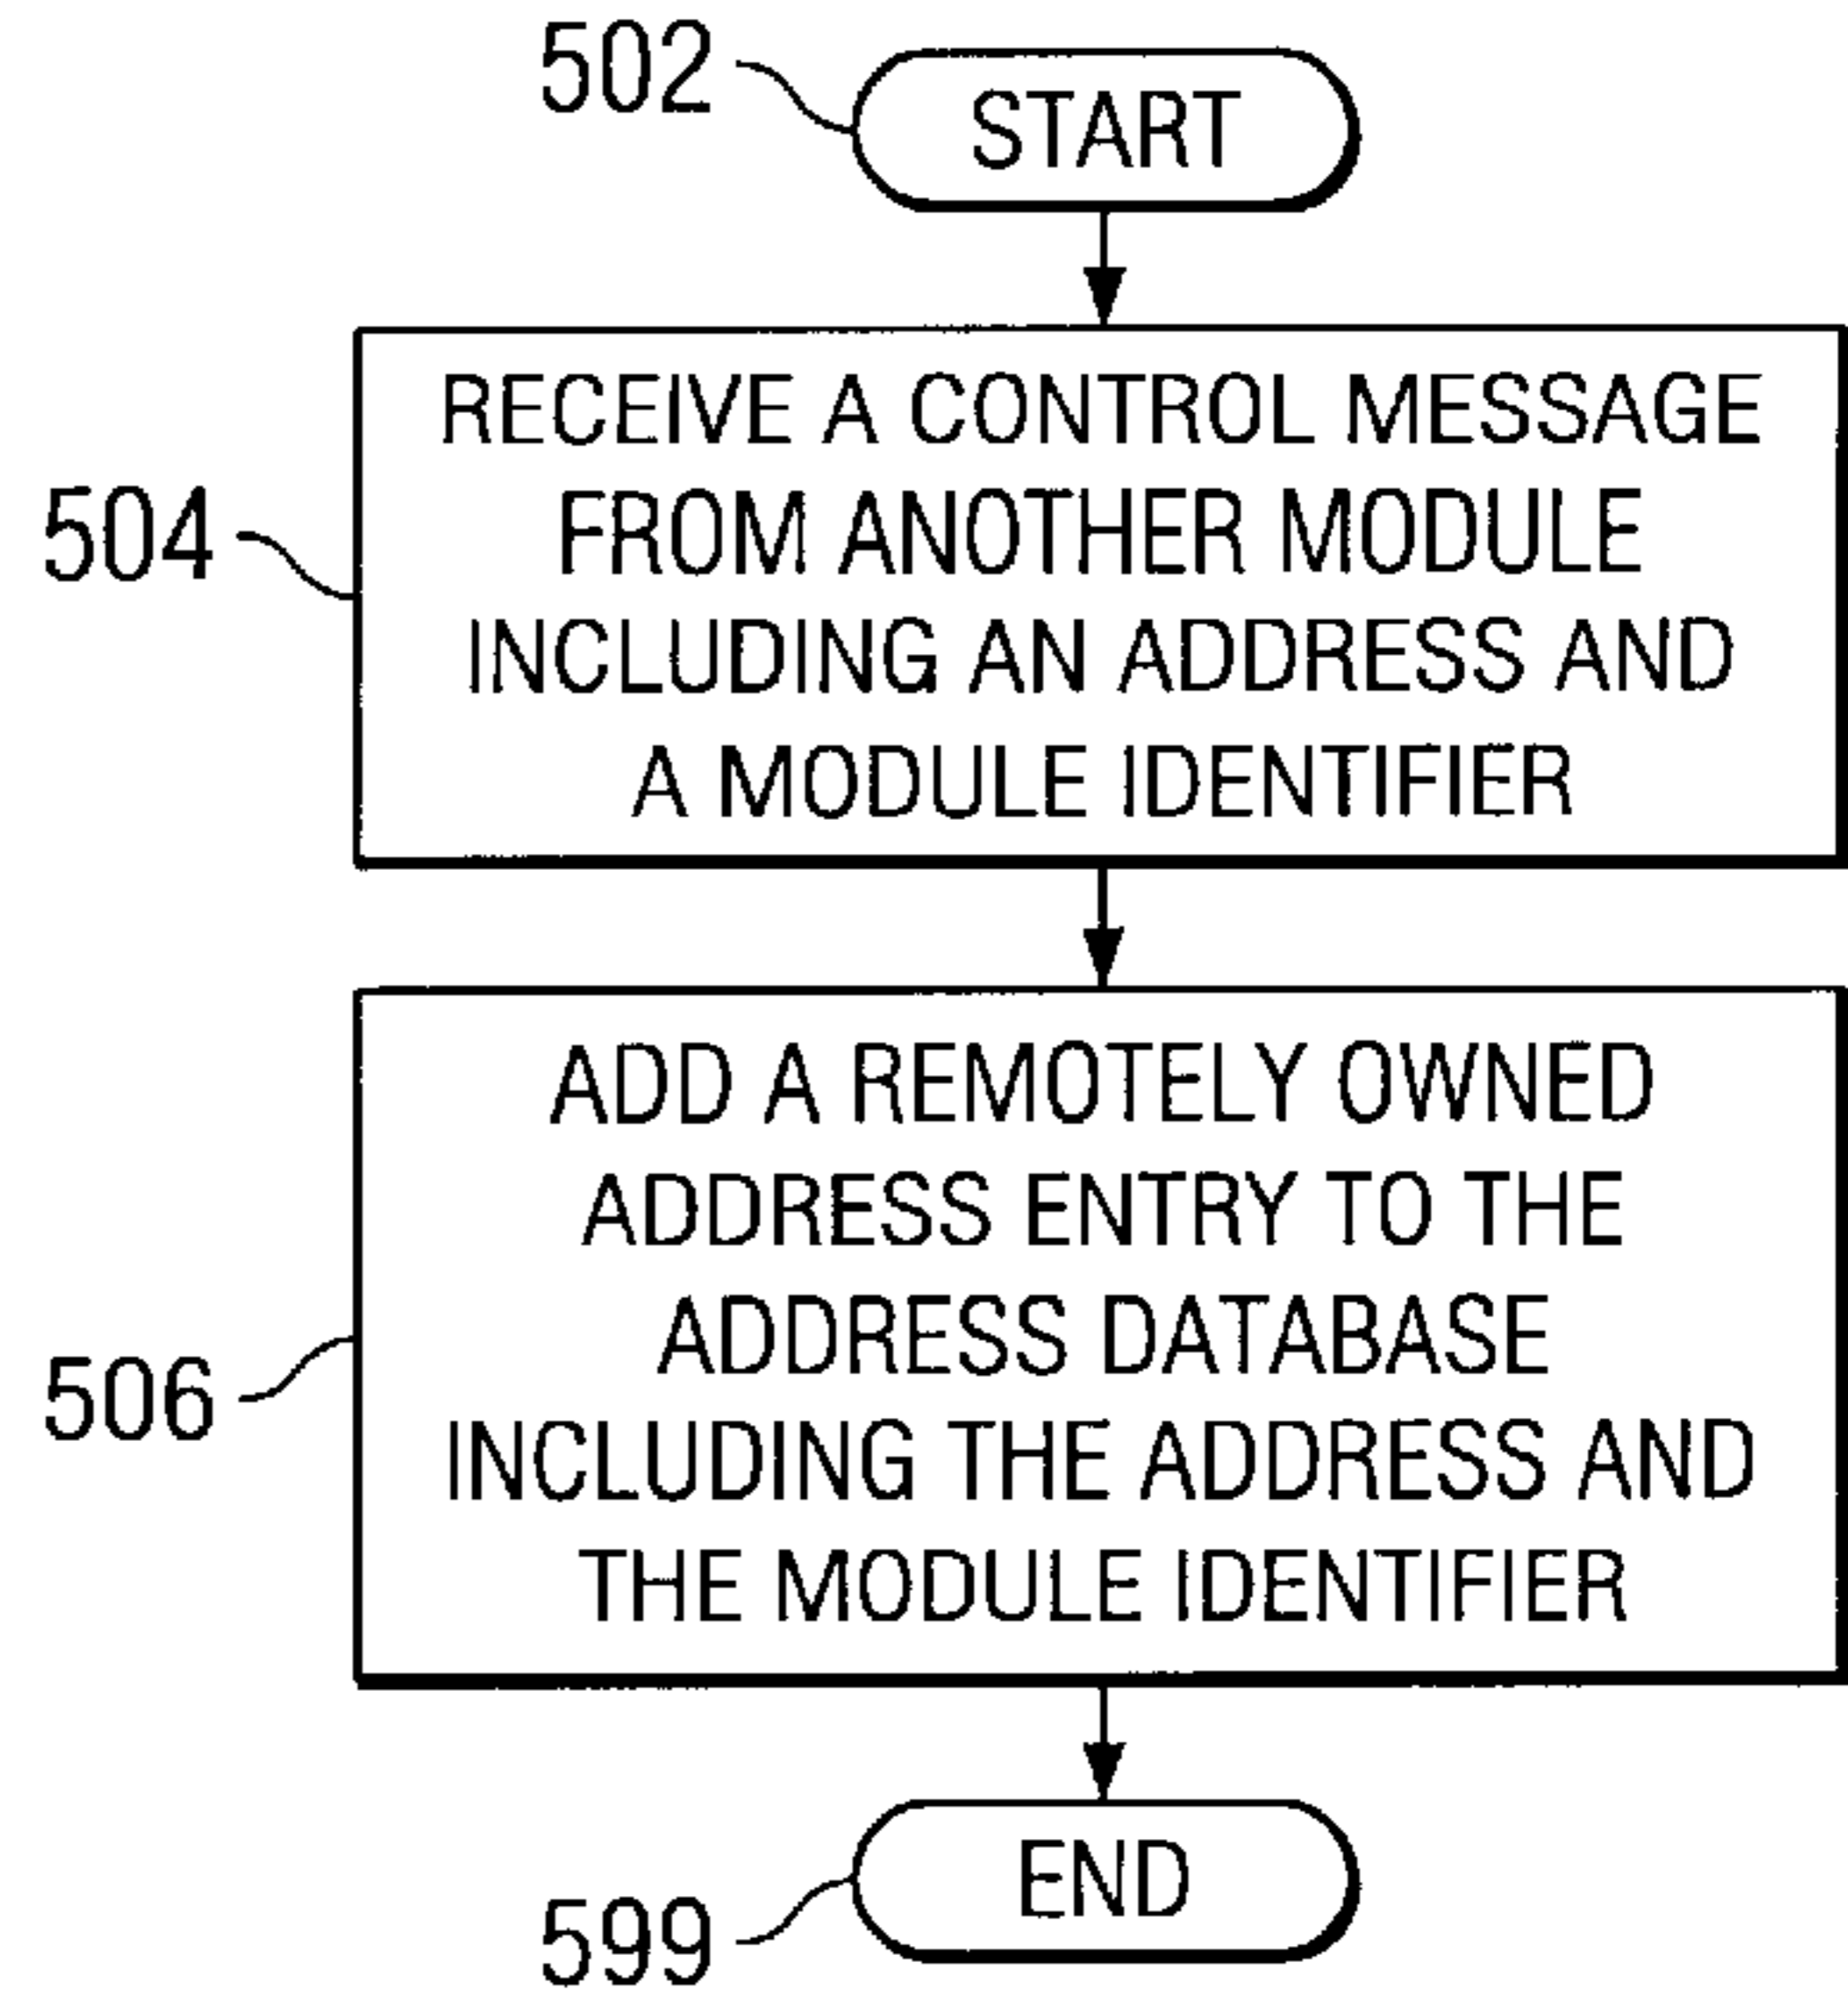 502
START
RECEIVE A CONTROL MESSAGE
FROM ANOTHER MODULE
504
INCLUDING AN ADDRESS AND
A MODULE IDENTIFIER
ADD A REMOTELY OWNED
ADDRESS ENTRY TO THE
ADDRESS DATABASE
506
INCLUDING THE ADDRESS AND
THE MODULE IDENTIFIER
END
599